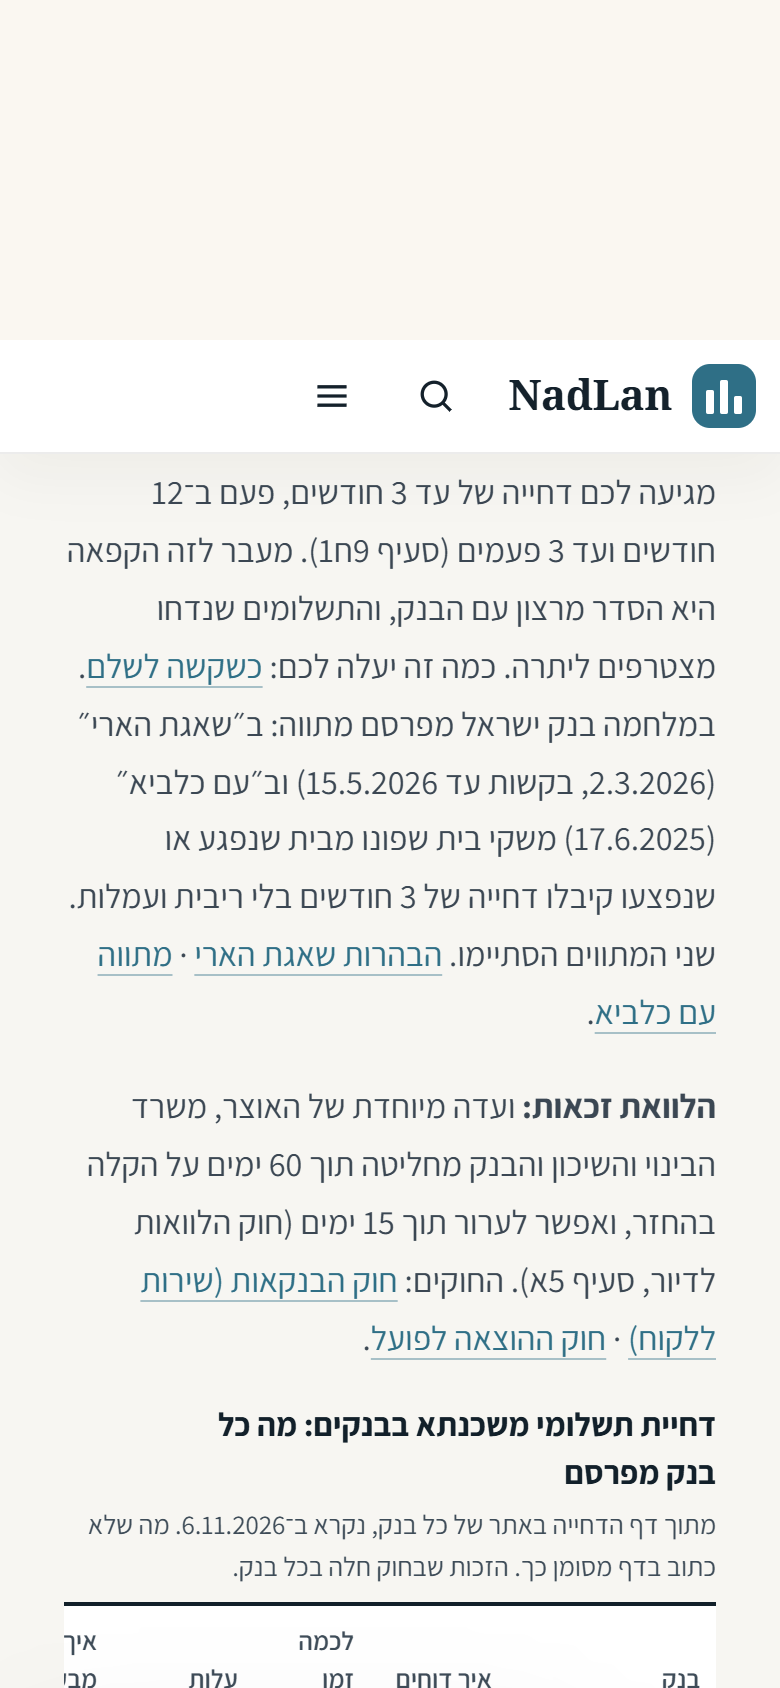 NadLan
מגיעה לכם דחייה של עד 3 חודשים, פעם ב־12
חודשים ועד 3 פעמים (סעיף 9ח1). מעבר לזה הקפאה
היא הסדר מרצון עם הבנק, והתשלומים שנדחו
מצטרפים ליתרה. כמה זה יעלה לכם: כשקשה לשלם.
במלחמה בנק ישראל מפרסם מתווה: ב״שאגת הארי״
(2.3.2026, בקשות עד 15.5.2026) וב״עם כלביא״
(17.6.2025) משקי בית שפונו מבית שנפגע או
שנפצעו קיבלו דחייה של 3 חודשים בלי ריבית ועמלות.
שני המתווים הסתיימו. הבהרות שאגת הארי · מתווה
עם כלביא.
הלוואת זכאות: ועדה מיוחדת של האוצר, משרד
הבינוי והשיכון והבנק מחליטה תוך 60 ימים על הקלה
בהחזר, ואפשר לערור תוך 15 ימים (חוק הלוואות
לדיור, סעיף 5א). החוקים: חוק הבנקאות (שירות
ללקוח) · חוק ההוצאה לפועל.
דחיית תשלומי משכנתא בבנקים: מה כל
בנק מפרסם
מתוך דף הדחייה באתר של כל בנק, נקרא ב־6.11.2026. מה שלא
כתוב בדף מסומן כך. הזכות שבחוק חלה בכל בנק.
לכמה איך
בנק איך דוחים זמן עלות